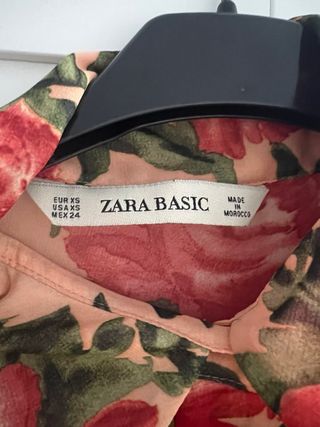 EUR XS
USA XS
MEX 24
ZARA BASIC
MADE
IN
MOROCCO